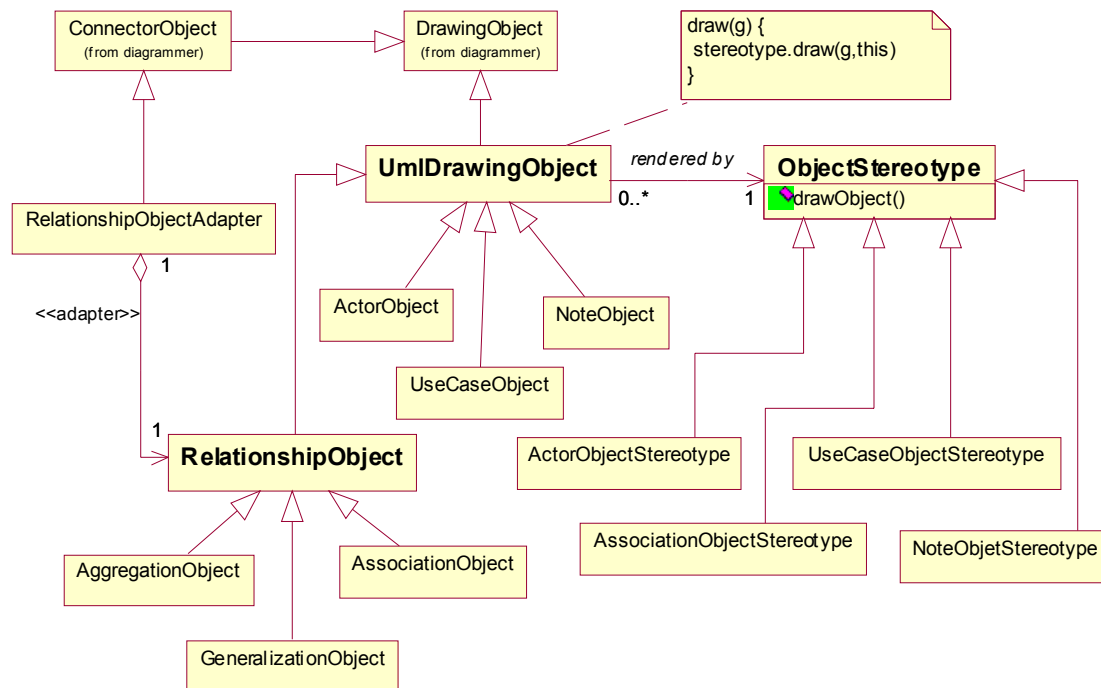 ConnectorObject
(from diagrammer)
DrawingObject
(from diagrammer)
draw(g) {
stereotype.draw(g,this)
}
UmlDrawingObject
rendered by
0..*
1
ObjectStereotype
drawObject()
RelationshipObjectAdapter
1
<<adapter>>
1
ActorObject
NoteObject
UseCaseObject
RelationshipObject
ActorObjectStereotype
UseCaseObjectStereotype
AssociationObjectStereotype
NoteObjetStereotype
AggregationObject
AssociationObject
GeneralizationObject